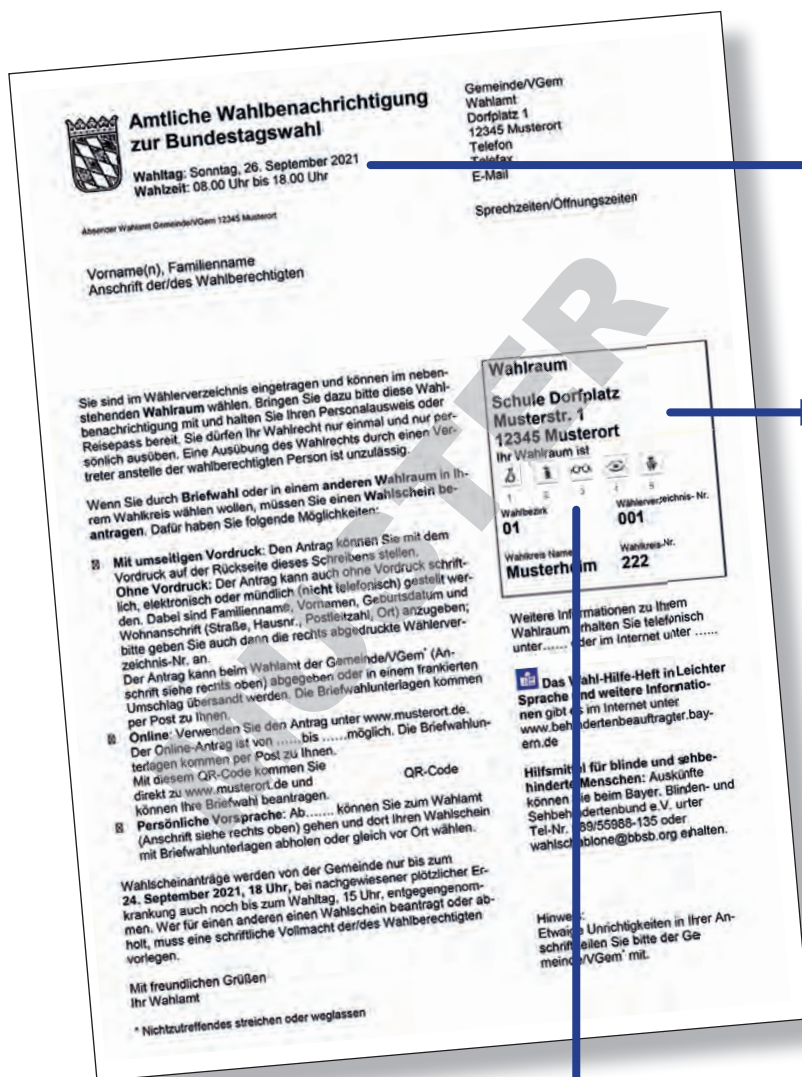 Amtliche Wahlbenachrichtigung
zur Bundestagswahl
Wahltag: Sonntag, 26. September 2021
Wahlzeit: 08.00 Uhr bis 18.00 Uhr
Gemeinde/VGem
Wahlamt
Dorfplatz 1
12345 Musterort
Telefon
Telefax
E-Mail
Sprechzeiten/Öffnungszeiten
Absender Wahlamt Gemeinde/VGem 12345 Musterort
Vorname(n), Familienname
Anschrift der/des Wahlberechtigten
MUSTER
Sie sind im Wählerverzeichnis eingetragen und können im neben-
stehenden Wahlraum wählen. Bringen Sie dazu bitte diese Wahl-
benachrichtigung mit und halten Sie Ihren Personalausweis oder
Reisepass bereit. Sie dürfen Ihr Wahlrecht nur einmal und nur per-
sönlich ausüben. Eine Ausübung des Wahlrechts durch einen Ver-
treter anstelle der wahlberechtigten Person ist unzulässig.
Wenn Sie durch Briefwahl oder in einem anderen Wahlraum in Ih-
rem Wahlkreis wählen wollen, müssen Sie einen Wahlschein be-
antragen. Dafür haben Sie folgende Möglichkeiten:
Mit umseitigen Vordruck: Den Antrag können Sie mit dem
Vordruck auf der Rückseite dieses Schreibens stellen.
Ohne Vordruck: Der Antrag kann auch ohne Vordruck schrift-
lich, elektronisch oder mündlich (nicht telefonisch) gestellt wer-
den. Dabei sind Familienname, Vornamen, Geburtsdatum und
Wohnanschrift (Straße, Hausnr., Postleitzahl, Ort) anzugeben;
bitte geben Sie auch dann die rechts abgedruckte Wählerver-
zeichnis-Nr. an.
Der Antrag kann beim Wahlamt der Gemeinde/VGem* (An-
schrift siehe rechts oben) abgegeben oder in einem frankierten
Umschlag übersandt werden. Die Briefwahlunterlagen kommen
per Post zu Ihnen.
Online: Verwenden Sie den Antrag unter www.musterort.de.
Der Online-Antrag ist von ......bis ......möglich. Die Briefwahlun-
terlagen kommen per Post zu Ihnen.
Mit diesem QR-Code kommen Sie
direkt zu www.musterort.de und QR-Code
können Ihre Briefwahl beantragen.
Persönliche Vorsprache: Ab....... können Sie zum Wahlamt
(Anschrift siehe rechts oben) gehen und dort Ihren Wahlschein
mit Briefwahlunterlagen abholen oder gleich vor Ort wählen.
Wahlscheinanträge werden von der Gemeinde nur bis zum
24. September 2021, 18 Uhr, bei nachgewiesener plötzlicher Er-
krankung auch noch bis zum Wahltag, 15 Uhr, entgegengenom-
men. Wer für einen anderen einen Wahlschein beantragt oder ab-
holt, muss eine schriftliche Vollmacht der/des Wahlberechtigten
vorlegen.
Mit freundlichen Grüßen
Ihr Wahlamt
* Nichtzutreffendes streichen oder weglassen
Wahlraum
Schule Dorfplatz
Musterstr. 1
12345 Musterort
Ihr Wahlraum ist
1 2 3 4 5
Wahlbezirk Wählerverzeichnis- Nr.
01 001
Wahlkreis Name Wahlkreis-Nr.
Musterheim 222
Weitere Informationen zu Ihrem
Wahlraum erhalten Sie telefonisch
unter...... oder im Internet unter ......
Das Wahl-Hilfe-Heft in Leichter
Sprache und weitere Informatio-
nen gibt es im Internet unter
www.behindertenbeauftragter.bay-
ern.de
Hilfsmittel für blinde und sehbe-
hinderte Menschen: Auskünfte
können Sie beim Bayer. Blinden- und
Sehbehindertenbund e.V. unter
Tel-Nr. 089/55988-135 oder
wahlschablone@bbsb.org erhalten.
Hinweis:
Etwaige Unrichtigkeiten in Ihrer An-
schrift teilen Sie bitte der Ge
meinde/VGem* mit.